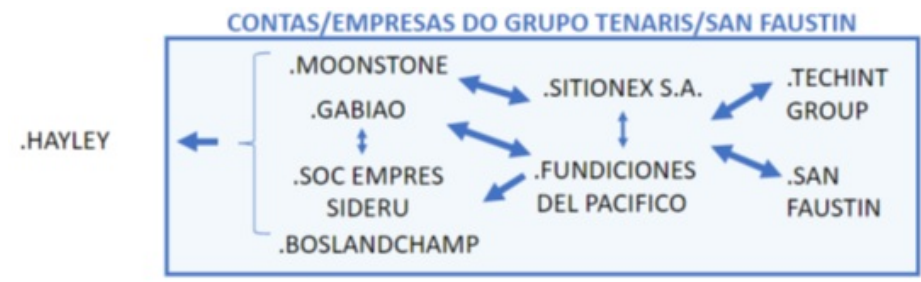 CONTAS/EMPRESAS DO GRUPO TENARIS/SAN FAUSTIN
.HAYLEY
.MOONSTONE
.GABIAO
.SOC EMPRES
SIDERU
.BOSLANDCHAMP
.SITIONEX S.A.
.FUNDICIONES
DEL PACIFICO
.TECHINT
GROUP
.SAN
FAUSTIN